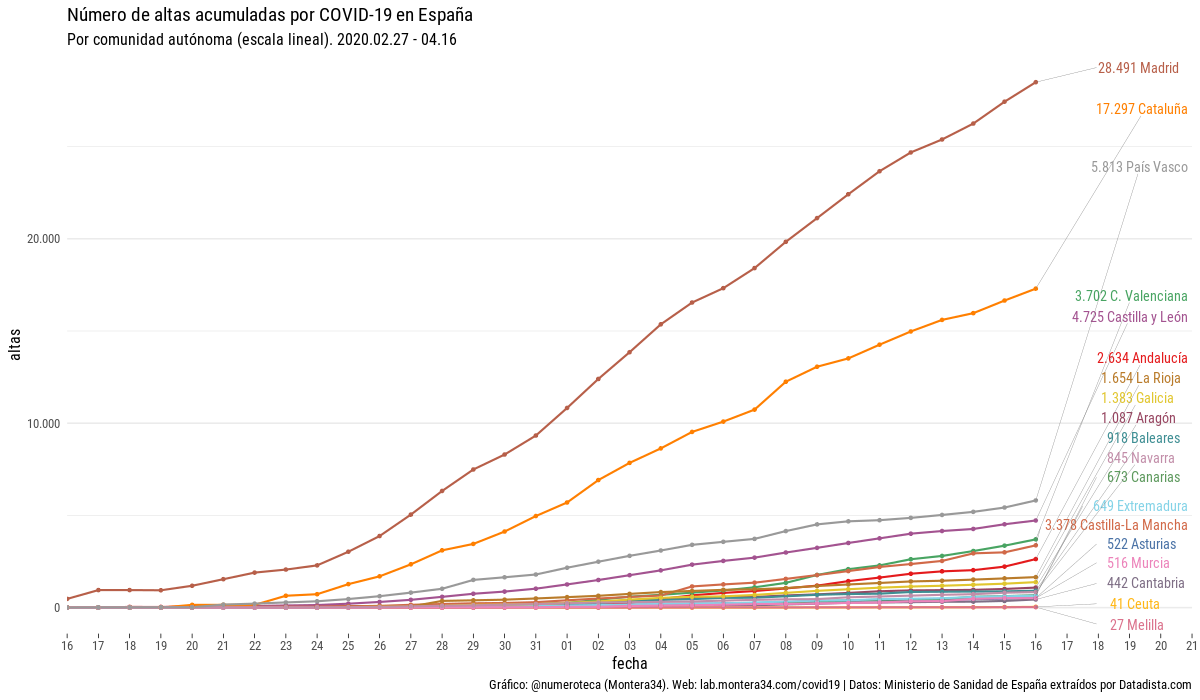 Número de altas acumuladas por COVID-19 en España
Por comunidad autónoma (escala lineal). 2020.02.27 - 04.16
28.491 Madrid
17.297 Cataluña
5.813 País Vasco
20.000
3.702 C. Valenciana
4.725 Castilla y León
altas
2.634 Andalucía
1.654 La Rioja
1.383 Galicia
10.000
1.087 Aragón
918 Baleares
845 Navarra
673 Canarias
649 Extremadura
3.378 Castilla-La Mancha
522 Asturias
516 Murcia
442 Cantabria
0
41 Ceuta
27 Melilla
16 17 18 19 20 21 22 23 24 25 26 27 28 29 30 31 01 02 03 04 05 06 07 08 09 10 11 12 13 14 15 16 17 18 19 20 21
fecha
Gráfico: @numeroteca (Montera34). Web: lab.montera34.com/covid19 | Datos: Ministerio de Sanidad de España extraídos por Datadista.com